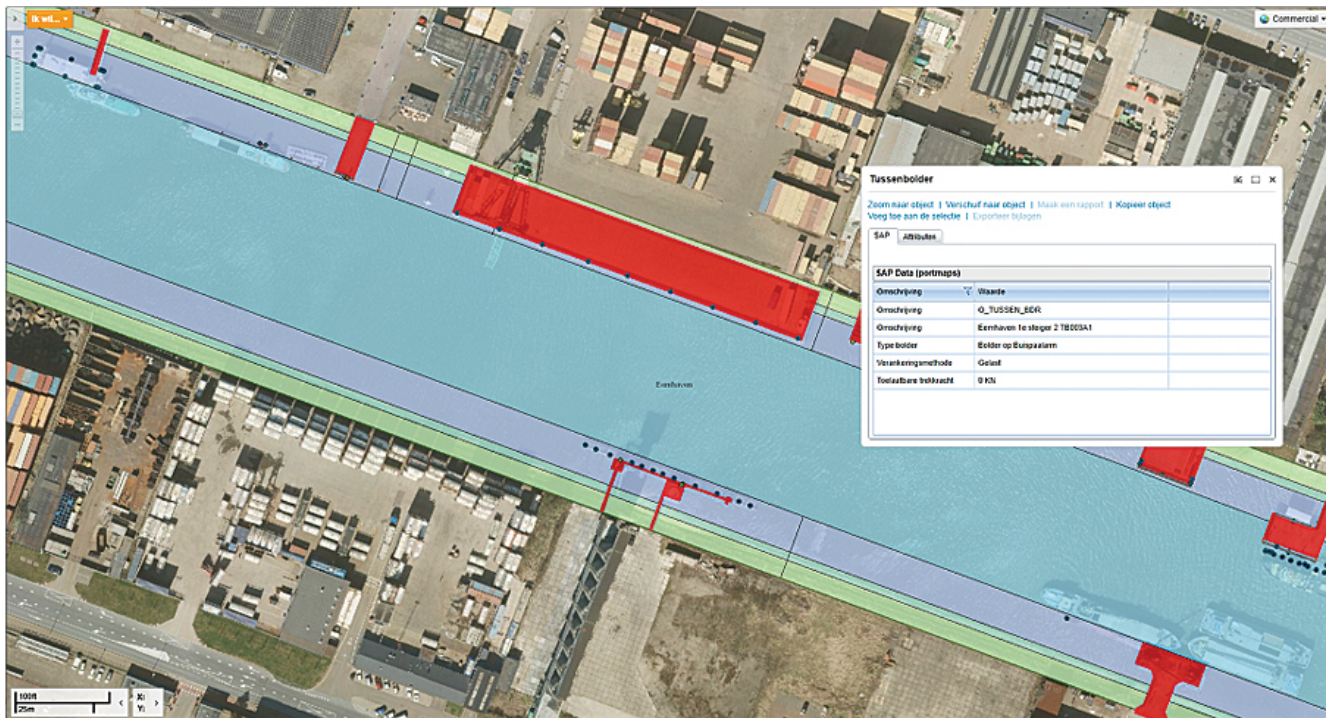 Ik wil...
Commercial
Tussenbolder
Zoom naar object | Verschuif naar object | Maak een rapport | Kopieer object
Voeg toe aan de selectie | Exporteer bijlagen
SAP Attributen
SAP Data (portmaps)
Omschrijving Waarde
Omschrijving O_TUSSEN_BDR
Omschrijving Eemhaven 1e steiger 2 TB003A1
Type bolder Bolder op Buispaalarm
Verankeringsmethode Gelast
Toelaatbare trekkracht 0 KN
Eemhaven
100ft
25m
X:
Y: